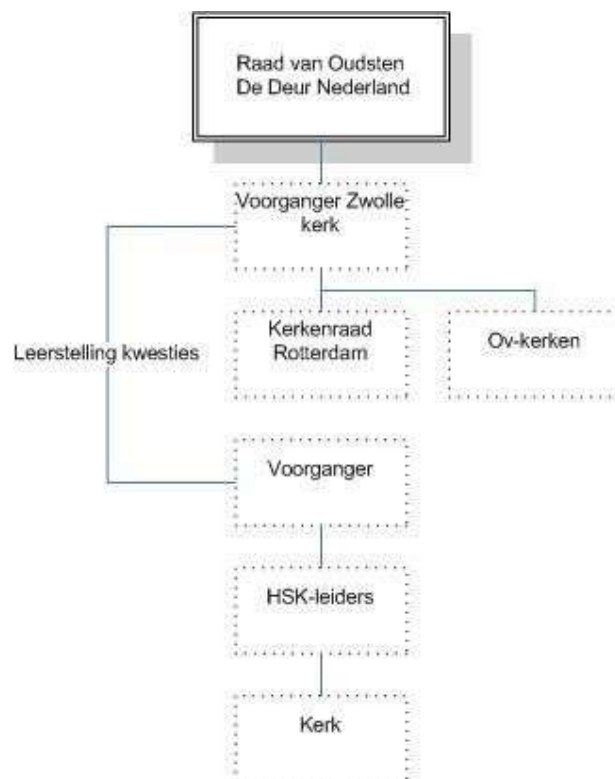 Raad van Oudsten
De Deur Nederland
Voorganger Zwolle
kerk
Kerkenraad
Rotterdam
Ov-kerken
Leerstelling kwesties
Voorganger
HSK-leiders
Kerk